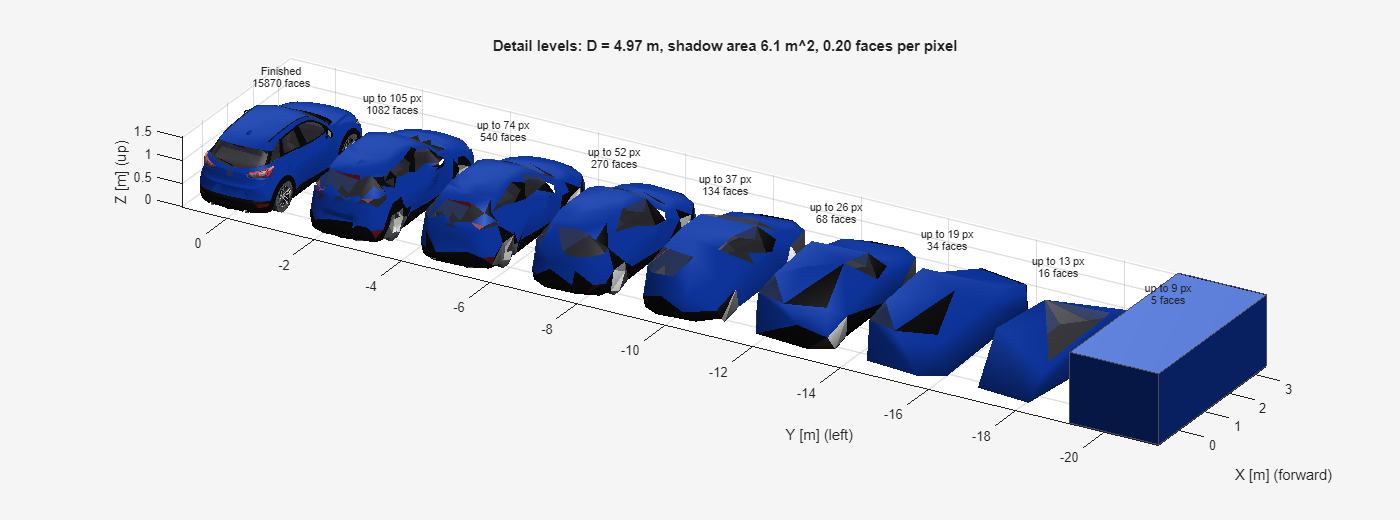 Detail levels: D = 4.97 m, shadow area 6.1 m^2, 0.20 faces per pixel
Finished
15870 faces
up to 105 px
1082 faces
up to 74 px
540 faces
up to 52 px
270 faces
up to 37 px
134 faces
up to 26 px
68 faces
up to 19 px
34 faces
up to 13 px
16 faces
up to 9 px
5 faces
Z [m] (up)
1.5
1
0.5
0
0
-2
-4
-6
-8
-10
-12
-14
-16
-18
-20
Y [m] (left)
3
2
1
0
X [m] (forward)